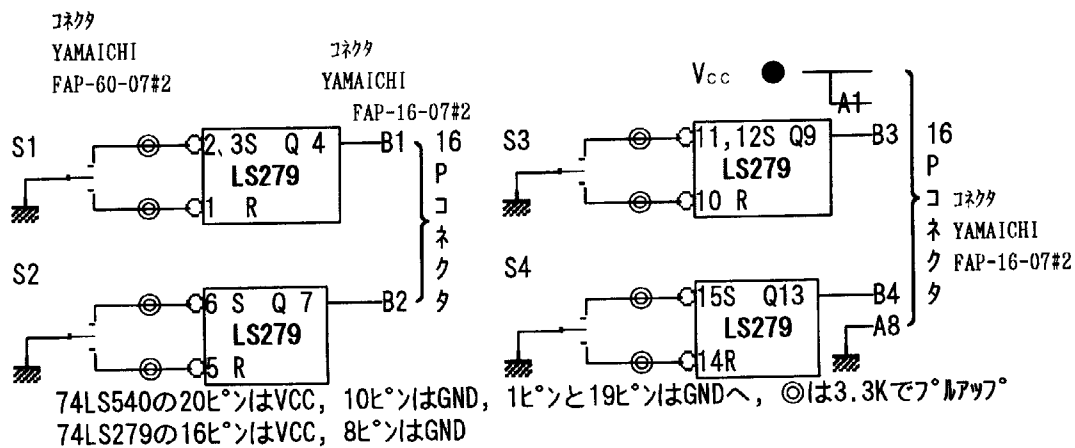 コネクタ
YAMAICHI
FAP-60-07#2
コネクタ
YAMAICHI
FAP-16-07#2
S1
2、3S Q 4
LS279
1 R
B1
S2
6 S Q 7
LS279
5 R
B2
16Pコネクタ
Vcc
A1
S3
11,12S Q9
LS279
10 R
B3
S4
15S Q13
LS279
14R
B4
A8
16Pコネクタ
コネクタ
YAMAICHI
FAP-16-07#2
74LS540の20ピンはVCC, 10ピンはGND, 1ピンと19ピンはGNDへ, ◎は3.3Kでプルアップ
74LS279の16ピンはVCC, 8ピンはGND